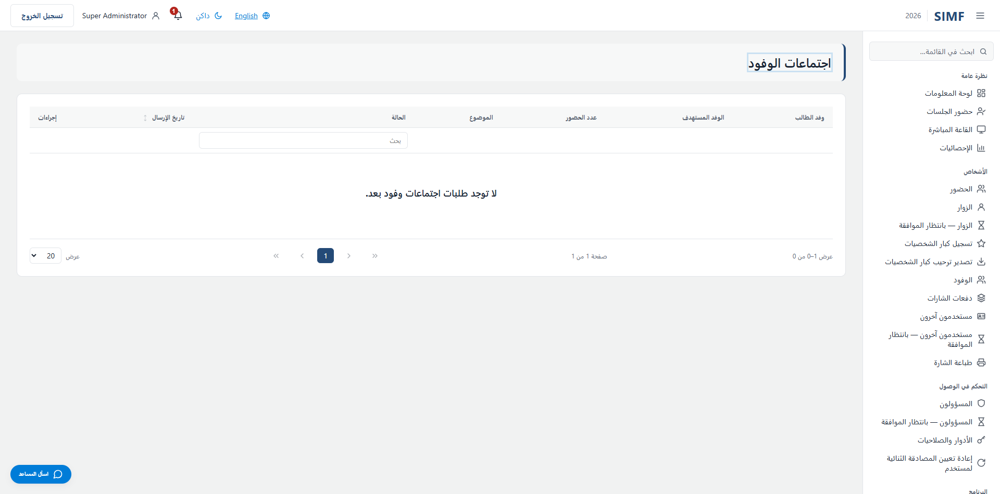 SIMF
2026
English
داكن
1
Super Administrator
تسجيل الخروج
ابحث في القائمة...
نظرة عامة
لوحة المعلومات
حضور الجلسات
القاعة المباشرة
الإحصائيات
الأشخاص
الحضور
الزوار
الزوار — بانتظار الموافقة
تسجيل كبار الشخصيات
تصدير ترحيب كبار الشخصيات
الوفود
دفعات الشارات
مستخدمون آخرون
مستخدمون آخرون — بانتظار
الموافقة
طباعة الشارة
التحكم في الوصول
المسؤولون
المسؤولون — بانتظار الموافقة
الأدوار والصلاحيات
إعادة تعيين المصادقة الثنائية
لمستخدم
البرنامج
اجتماعات الوفود
وفد الطالب
الوفد المستهدف
عدد الحضور
الموضوع
الحالة
تاريخ الإرسال
إجراءات
بحث
لا توجد طلبات اجتماعات وفود بعد.
عرض 1–0 من 0
صفحة 1 من 1
1
عرض
20
اسأل المساعد